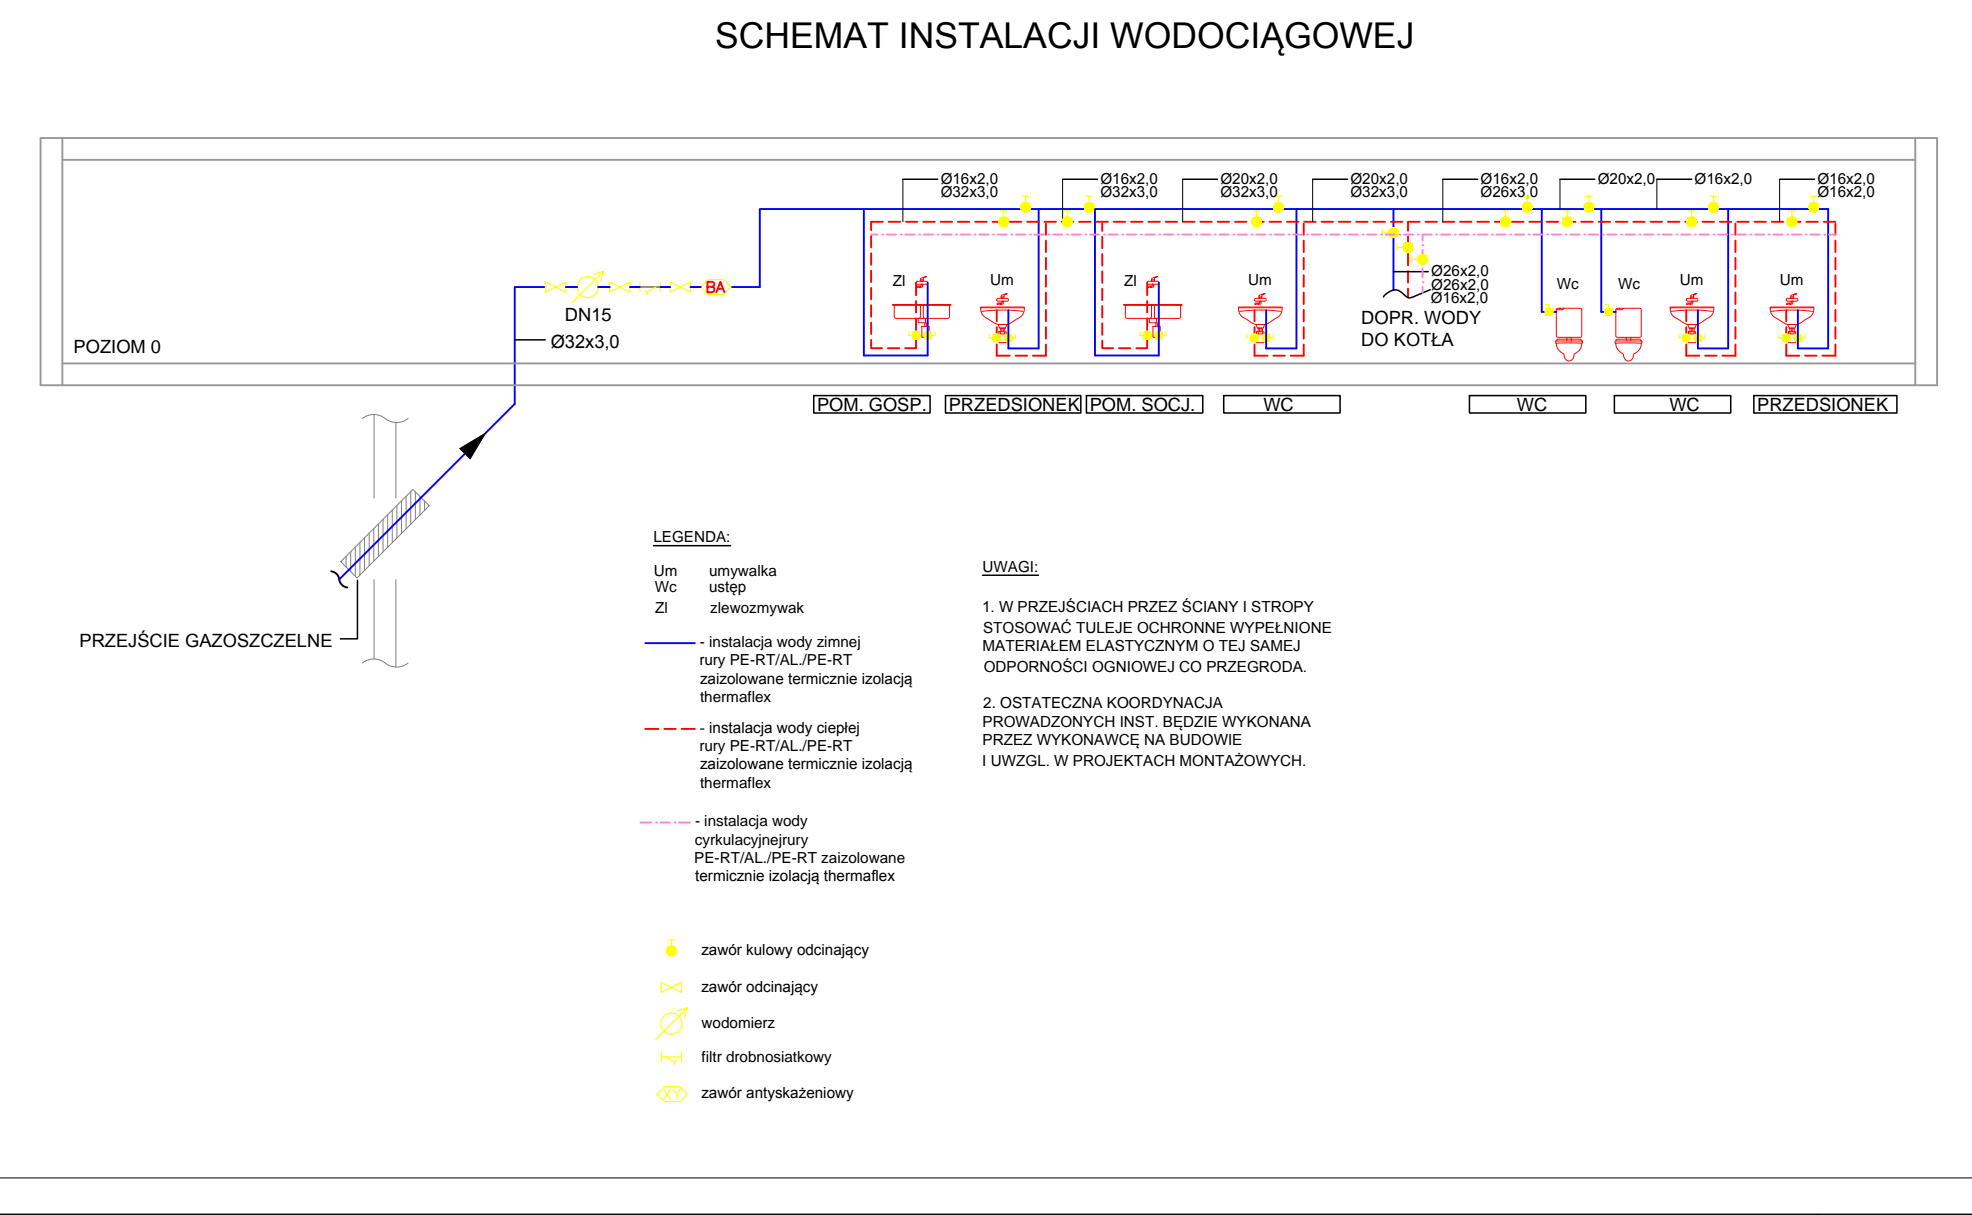 SCHEMAT INSTALACJI WODOCIĄGOWEJ
Ø16x2,0
Ø32x3,0
Ø16x2,0
Ø32x3,0
Ø20x2,0
Ø32x3,0
Ø20x2,0
Ø32x3,0
Ø16x2,0
Ø26x3,0
Ø20x2,0
Ø16x2,0
Ø16x2,0
Ø16x2,0
Zl
Um
Zl
Um
Ø26x2,0
Ø26x2,0
Ø16x2,0
Wc
Wc
Um
Um
BA
DN15
Ø32x3,0
DOPR. WODY
DO KOTŁA
POZIOM 0
POM. GOSP.
PRZEDSIONEK
POM. SOCJ.
WC
WC
WC
PRZEDSIONEK
PRZEJŚCIE GAZOSZCZELNE
LEGENDA:
Um umywalka
Wc ustęp
Zl zlewozmywak
- instalacja wody zimnej
rury PE-RT/AL./PE-RT
zaizolowane termicznie izolacją
thermaflex
- instalacja wody ciepłej
rury PE-RT/AL./PE-RT
zaizolowane termicznie izolacją
thermaflex
- instalacja wody
cyrkulacyjnejrury
PE-RT/AL./PE-RT zaizolowane
termicznie izolacją thermaflex
zawór kulowy odcinający
zawór odcinający
wodomierz
filtr drobnosiatkowy
XY zawór antyskażeniowy
UWAGI:
1. W PRZEJŚCIACH PRZEZ ŚCIANY I STROPY
STOSOWAĆ TULEJE OCHRONNE WYPEŁNIONE
MATERIAŁEM ELASTYCZNYM O TEJ SAMEJ
ODPORNOŚCI OGNIOWEJ CO PRZEGRODA.
2. OSTATECZNA KOORDYNACJA
PROWADZONYCH INST. BĘDZIE WYKONANA
PRZEZ WYKONAWCĘ NA BUDOWIE
I UWZGL. W PROJEKTACH MONTAŻOWYCH.